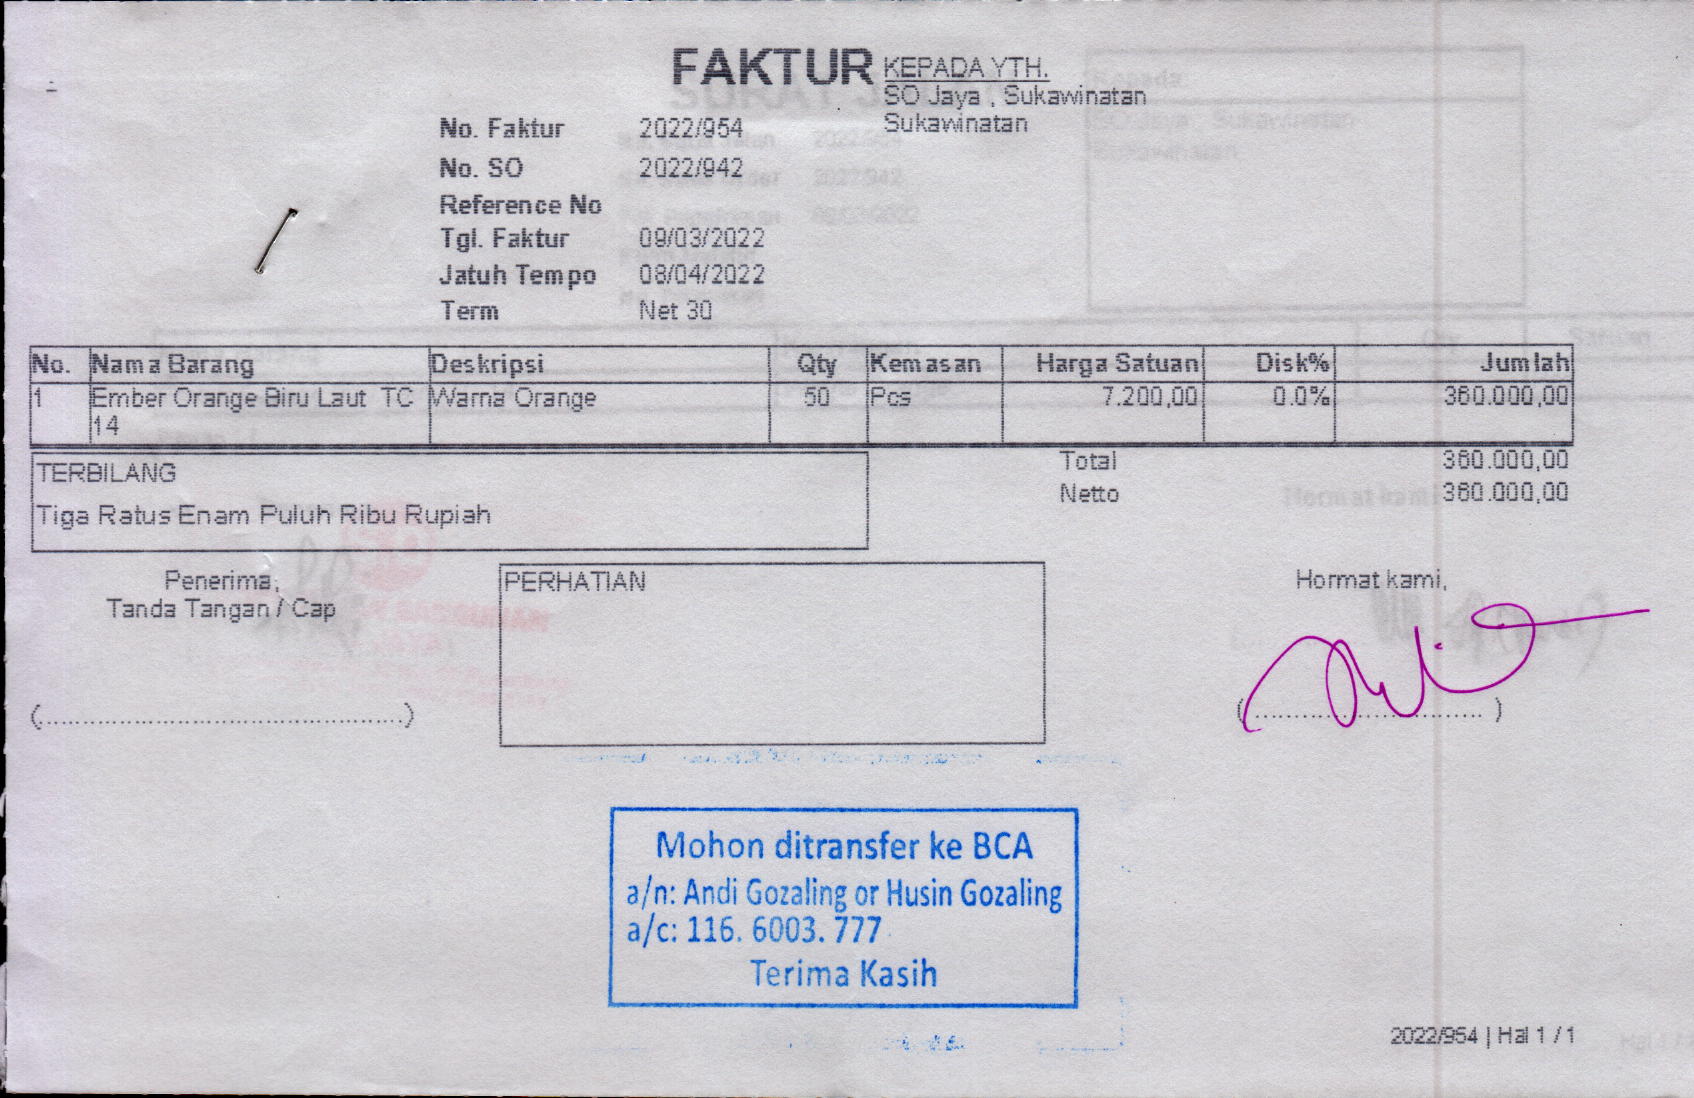 FAKTUR
KEPADA YTH.
SO Jaya , Sukawinatan
Sukawinatan
No. Faktur 2022/954
No. SO 2022/942
Reference No
Tgl. Faktur 09/03/2022
Jatuh Tempo 08/04/2022
Term Net 30
No. Nama Barang Deskripsi Qty Kemasan Harga Satuan Disk% Jumlah
1 Ember Orange Biru Laut TC Warna Orange 50 Pcs 7.200,00 0.0% 360.000,00
14
TERBILANG
Tiga Ratus Enam Puluh Ribu Rupiah
Total 360.000,00
Netto 360.000,00
Penerima,
Tanda Tangan / Cap
(..................................................)
PERHATIAN
Hormat kami,
(.............................. )
Mohon ditransfer ke BCA
a/n: Andi Gozaling or Husin Gozaling
a/c: 116. 6003. 777
Terima Kasih
2022/954 | Hal 1 / 1